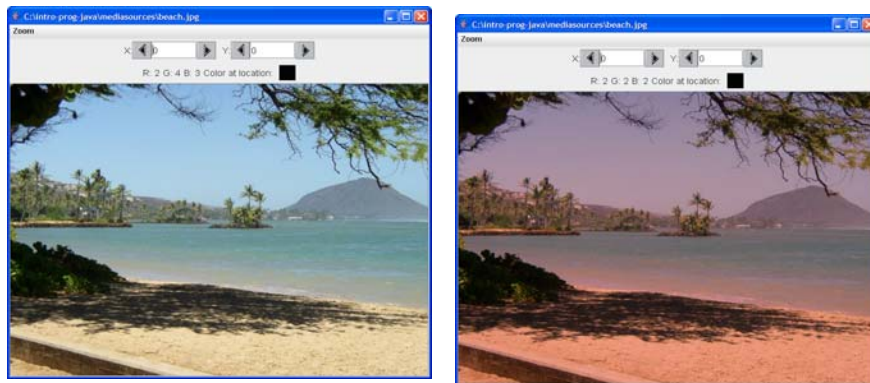 C:\intro-prog-java\mediasources\beach.jpg
Zoom
X: 0 Y: 0
R: 2 G: 4 B: 3 Color at location:
C:\intro-prog-java\mediasources\beach.jpg
Zoom
X: 0 Y: 0
R: 2 G: 2 B: 2 Color at location: